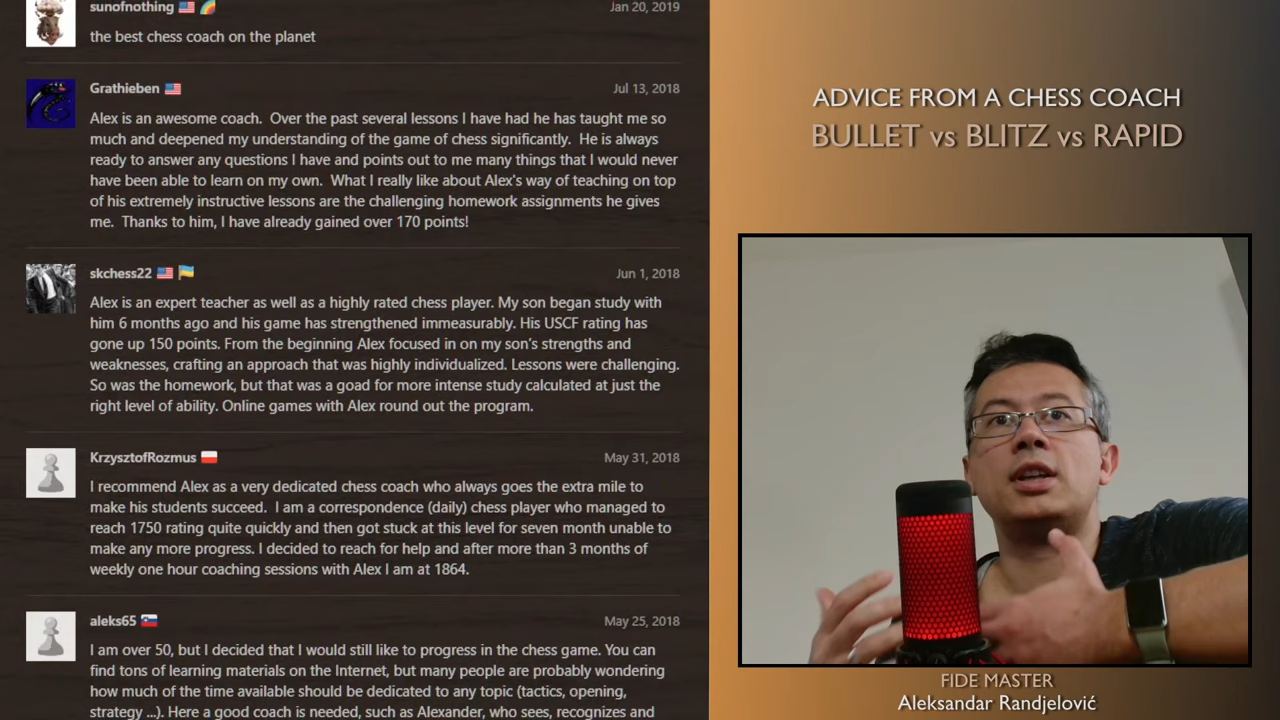 sunofnothing
Jan 20, 2019
the best chess coach on the planet
Grathieben
Jul 13, 2018
Alex is an awesome coach. Over the past several lessons I have had he has taught me so
much and deepened my understanding of the game of chess significantly. He is always
ready to answer any questions I have and points out to me many things that I would never
have been able to learn on my own. What I really like about Alex's way of teaching on top
of his extremely instructive lessons are the challenging homework assignments he gives
me. Thanks to him, I have already gained over 170 points!
skchess22
Jun 1, 2018
Alex is an expert teacher as well as a highly rated chess player. My son began study with
him 6 months ago and his game has strengthened immeasurably. His USCF rating has
gone up 150 points. From the beginning Alex focused in on my son's strengths and
weaknesses, crafting an approach that was highly individualized. Lessons were challenging.
So was the homework, but that was a goad for more intense study calculated at just the
right level of ability. Online games with Alex round out the program.
KrzysztofRozmus
May 31, 2018
I recommend Alex as a very dedicated chess coach who always goes the extra mile to
make his students succeed. I am a correspondence (daily) chess player who managed to
reach 1750 rating quite quickly and then got stuck at this level for seven month unable to
make any more progress. I decided to reach for help and after more than 3 months of
weekly one hour coaching sessions with Alex I am at 1864.
aleks65
May 25, 2018
I am over 50, but I decided that I would still like to progress in the chess game. You can
find tons of learning materials on the Internet, but many people are probably wondering
how much of the time available should be dedicated to any topic (tactics, opening,
strategy ...). Here a good coach is needed, such as Alexander, who sees, recognizes and
ADVICE FROM A CHESS COACH
BULLET vs BLITZ vs RAPID
FIDE MASTER
Aleksandar Randjelović